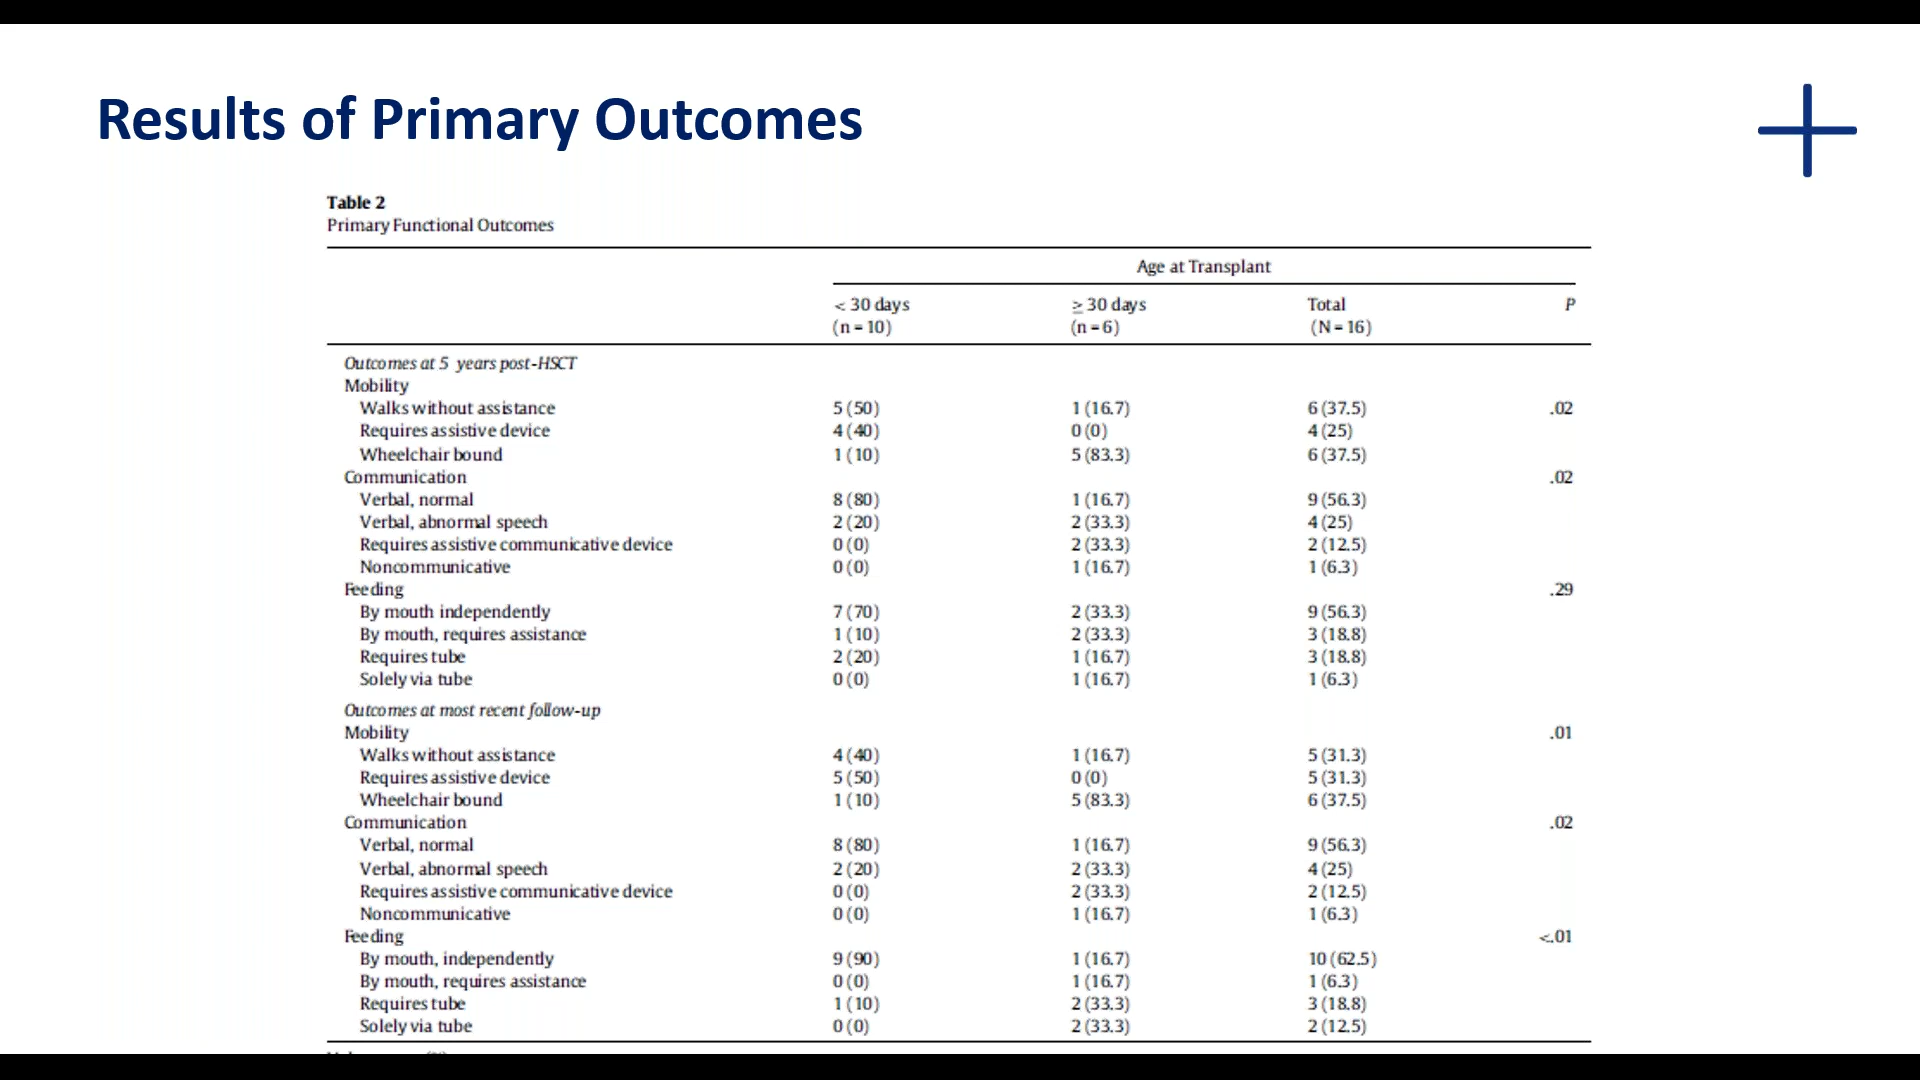 Results of Primary Outcomes
Table 2
Primary Functional Outcomes
Age at Transplant
< 30 days ≥ 30 days Total P
(n = 10) (n = 6) (N = 16)
Outcomes at 5 years post-HSCT
Mobility
Walks without assistance 5 (50) 1 (16.7) 6 (37.5) .02
Requires assistive device 4 (40) 0 (0) 4 (25)
Wheelchair bound 1 (10) 5 (83.3) 6 (37.5)
Communication .02
Verbal, normal 8 (80) 1 (16.7) 9 (56.3)
Verbal, abnormal speech 2 (20) 2 (33.3) 4 (25)
Requires assistive communicative device 0 (0) 2 (33.3) 2 (12.5)
Noncommunicative 0 (0) 1 (16.7) 1 (6.3)
Feeding .29
By mouth independently 7 (70) 2 (33.3) 9 (56.3)
By mouth, requires assistance 1 (10) 2 (33.3) 3 (18.8)
Requires tube 2 (20) 1 (16.7) 3 (18.8)
Solely via tube 0 (0) 1 (16.7) 1 (6.3)
Outcomes at most recent follow-up
Mobility .01
Walks without assistance 4 (40) 1 (16.7) 5 (31.3)
Requires assistive device 5 (50) 0 (0) 5 (31.3)
Wheelchair bound 1 (10) 5 (83.3) 6 (37.5)
Communication .02
Verbal, normal 8 (80) 1 (16.7) 9 (56.3)
Verbal, abnormal speech 2 (20) 2 (33.3) 4 (25)
Requires assistive communicative device 0 (0) 2 (33.3) 2 (12.5)
Noncommunicative 0 (0) 1 (16.7) 1 (6.3)
Feeding <.01
By mouth, independently 9 (90) 1 (16.7) 10 (62.5)
By mouth, requires assistance 0 (0) 1 (16.7) 1 (6.3)
Requires tube 1 (10) 2 (33.3) 3 (18.8)
Solely via tube 0 (0) 2 (33.3) 2 (12.5)